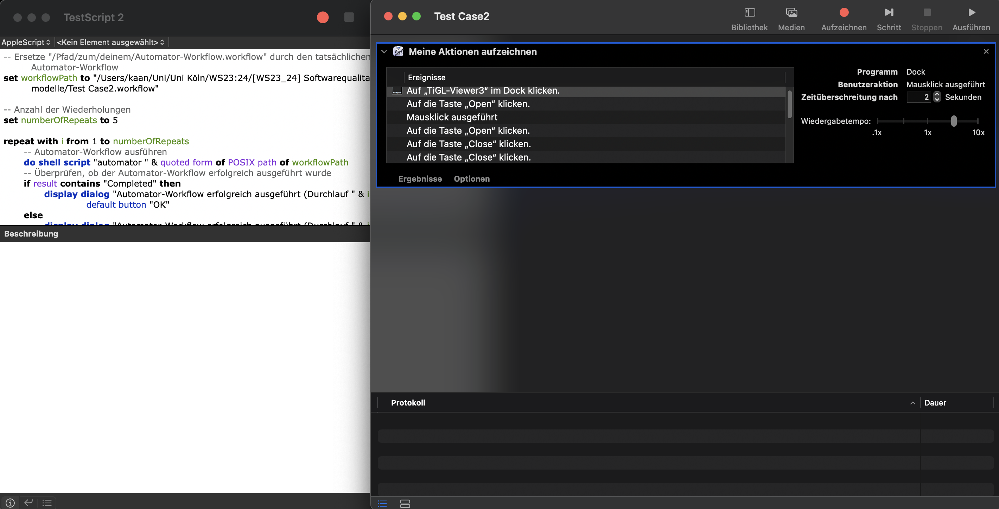 TestScript 2
AppleScript
<Kein Element ausgewählt>
-- Ersetze "/Pfad/zum/deinem/Automator-Workflow.workflow" durch den tatsächlichen
Automator-Workflow
set workflowPath to "/Users/kaan/Uni/Uni Köln/WS23:24/[WS23_24] Softwarequalita
modelle/Test Case2.workflow"
-- Anzahl der Wiederholungen
set numberOfRepeats to 5
repeat with i from 1 to numberOfRepeats
-- Automator-Workflow ausführen
do shell script "automator " & quoted form of POSIX path of workflowPath
-- Überprüfen, ob der Automator-Workflow erfolgreich ausgeführt wurde
if result contains "Completed" then
display dialog "Automator-Workflow erfolgreich ausgeführt (Durchlauf " & i
default button "OK"
else
display dialog "Automator-Workflow erfolgreich ausgeführt (Durchlauf " & i
Beschreibung
Test Case2
Bibliothek
Medien
Aufzeichnen
Schritt
Stoppen
Ausführen
Meine Aktionen aufzeichnen
Ereignisse
Auf „TiGL-Viewer3“ im Dock klicken.
Auf die Taste „Open“ klicken.
Mausklick ausgeführt
Auf die Taste „Open“ klicken.
Auf die Taste „Close“ klicken.
Auf die Taste „Close“ klicken.
Programm Dock
Benutzeraktion Mausklick ausgeführt
Zeitüberschreitung nach 2 Sekunden
Wiedergabetempo:
.1x 1x 10x
Ergebnisse Optionen
Protokoll
Dauer